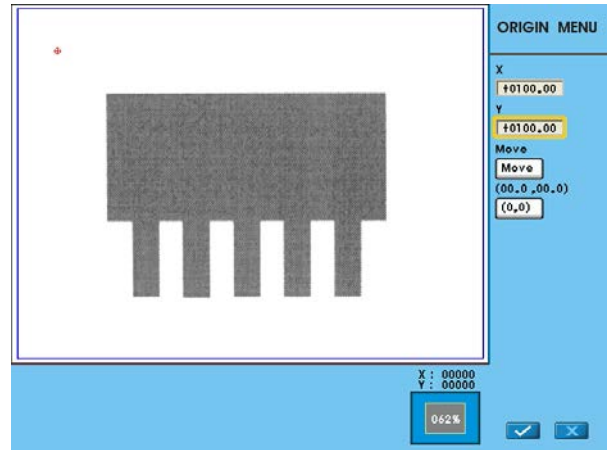 ORIGIN MENU
X
+0100.00
Y
+0100.00
Move
Move
(00.0 ,00.0)
(0,0)
X : 00000
Y : 00000
062%